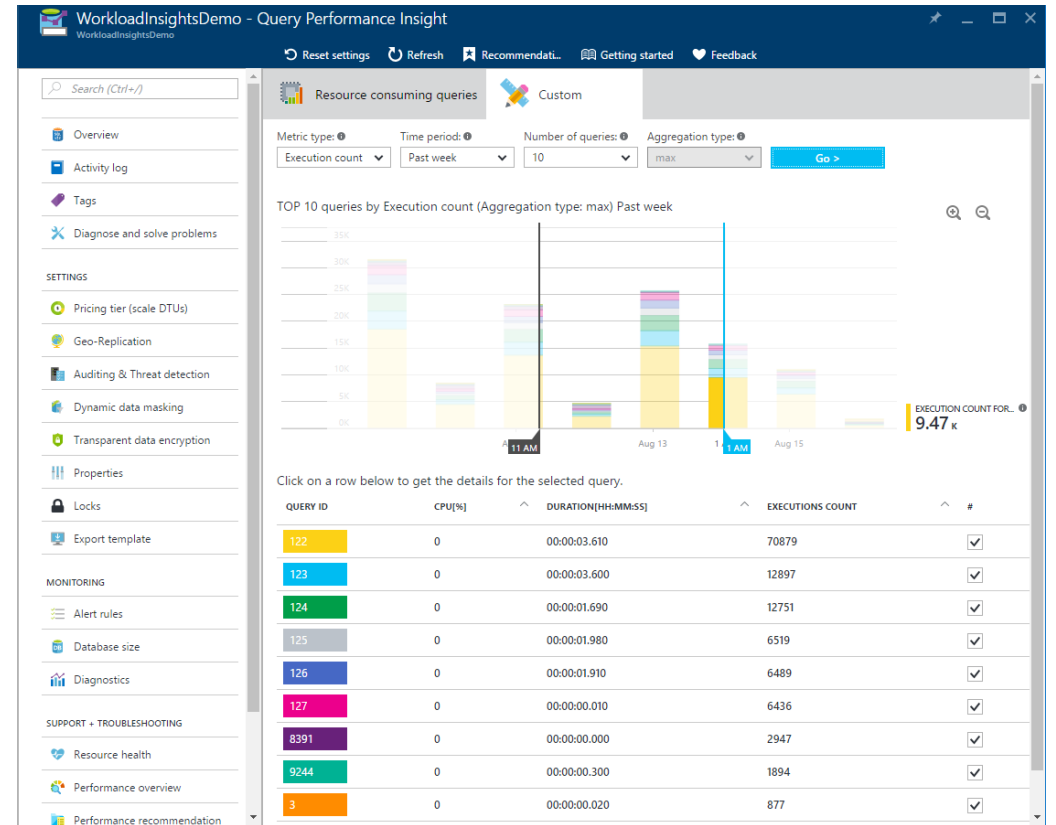 WorkloadInsightsDemo - Query Performance Insight
WorkloadInsightsDemo
Reset settings Refresh Recommendati... Getting started Feedback
Search (Ctrl+/)
Overview
Activity log
Tags
Diagnose and solve problems
SETTINGS
Pricing tier (scale DTUs)
Geo-Replication
Auditing & Threat detection
Dynamic data masking
Transparent data encryption
Properties
Locks
Export template
MONITORING
Alert rules
Database size
Diagnostics
SUPPORT + TROUBLESHOOTING
Resource health
Performance overview
Performance recommendation
Resource consuming queries Custom
Metric type: Time period: Number of queries: Aggregation type:
Execution count Past week 10 max Go >
TOP 10 queries by Execution count (Aggregation type: max) Past week
35K
30K
25K
20K
15K
10K
5K
0K
11 AM Aug 13 1 AM Aug 15
EXECUTION COUNT FOR...
9.47 K
Click on a row below to get the details for the selected query.
QUERY ID CPU[%] DURATION[HH:MM:SS] EXECUTIONS COUNT #
122 0 00:00:03.610 70879
123 0 00:00:03.600 12897
124 0 00:00:01.690 12751
125 0 00:00:01.980 6519
126 0 00:00:01.910 6489
127 0 00:00:00.010 6436
8391 0 00:00:00.000 2947
9244 0 00:00:00.300 1894
3 0 00:00:00.020 877